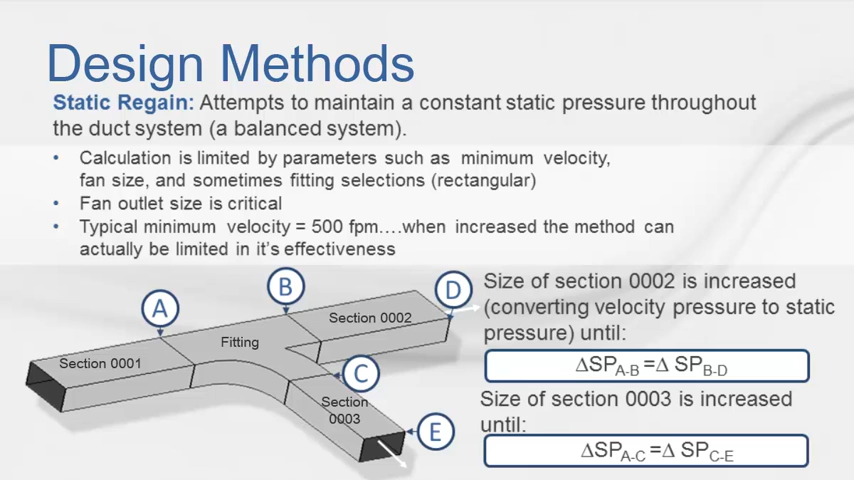 Design Methods
Static Regain: Attempts to maintain a constant static pressure throughout
the duct system (a balanced system).
• Calculation is limited by parameters such as minimum velocity,
fan size, and sometimes fitting selections (rectangular)
• Fan outlet size is critical
• Typical minimum velocity = 500 fpm....when increased the method can
actually be limited in it's effectiveness
A
B
D
Section 0001
Fitting
Section 0002
C
Section
0003
E
Size of section 0002 is increased
(converting velocity pressure to static
pressure) until:
ΔSPA-B =Δ SPB-D
Size of section 0003 is increased
until:
ΔSPA-C =Δ SPC-E